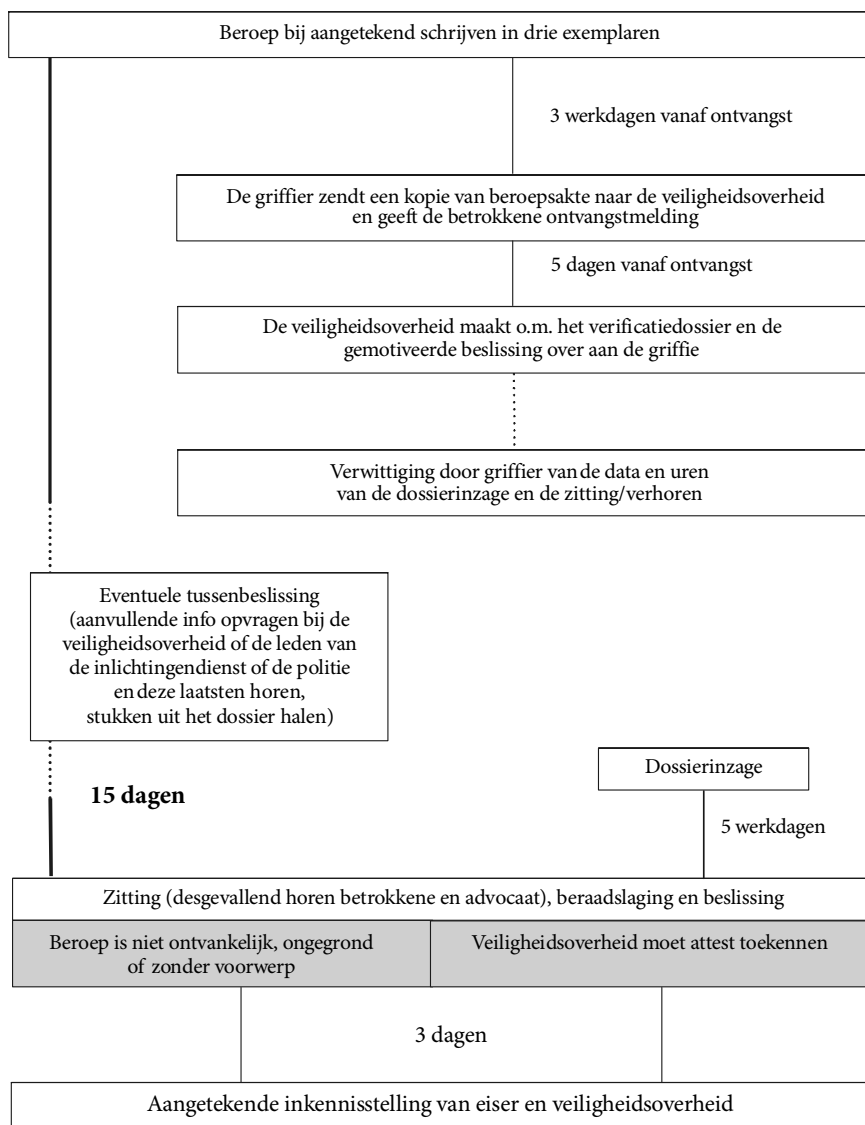 Beroep bij aangetekend schrijven in drie exemplaren
3 werkdagen vanaf ontvangst
De griffier zendt een kopie van beroepsakte naar de veiligheidsoverheid
en geeft de betrokkene ontvangstmelding
5 dagen vanaf ontvangst
De veiligheidsoverheid maakt o.m. het verificatiedossier en de
gemotiveerde beslissing over aan de griffie
Verwittiging door griffier van de data en uren
van de dossierinzage en de zitting/verhoren
Eventuele tussenbeslissing
(aanvullende info opvragen bij de
veiligheidsoverheid of de leden van
de inlichtingendienst of de politie
en deze laatsten horen,
stukken uit het dossier halen)
Dossierinzage
15 dagen
5 werkdagen
Zitting (desgevallend horen betrokkene en advocaat), beraadslaging en beslissing
Beroep is niet ontvankelijk, ongegrond
of zonder voorwerp
Veiligheidsoverheid moet attest toekennen
3 dagen
Aangetekende inkennisstelling van eiser en veiligheidsoverheid